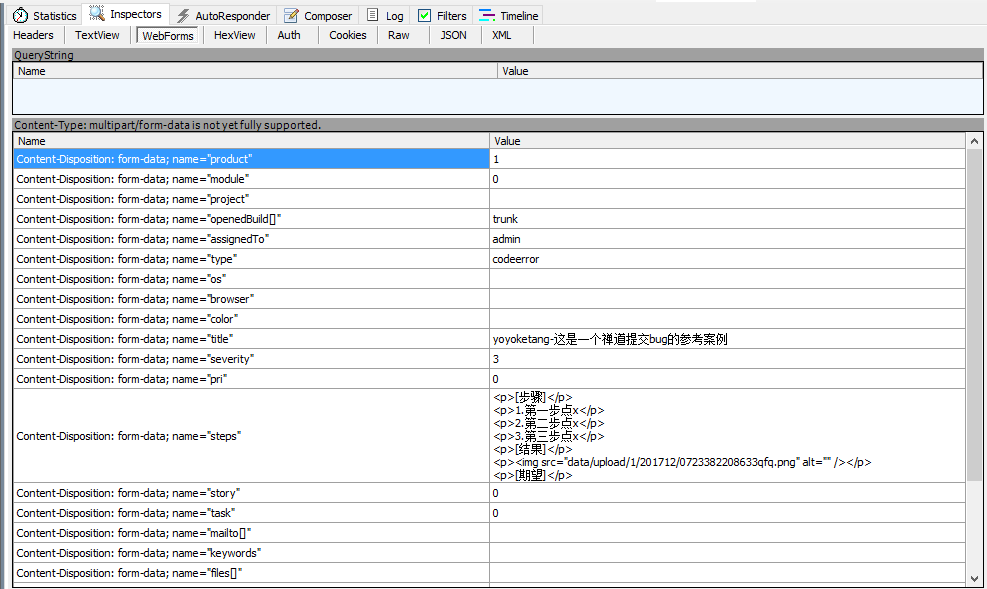 Statistics Inspectors AutoResponder Composer Log Filters Timeline
Headers TextView WebForms HexView Auth Cookies Raw JSON XML
QueryString
Name Value
Content-Type: multipart/form-data is not yet fully supported.
Name Value
Content-Disposition: form-data; name="product" 1
Content-Disposition: form-data; name="module" 0
Content-Disposition: form-data; name="project"
Content-Disposition: form-data; name="openedBuild[]" trunk
Content-Disposition: form-data; name="assignedTo" admin
Content-Disposition: form-data; name="type" codeerror
Content-Disposition: form-data; name="os"
Content-Disposition: form-data; name="browser"
Content-Disposition: form-data; name="color"
Content-Disposition: form-data; name="title" yoyoketang-这是一个禅道提交bug的参考案例
Content-Disposition: form-data; name="severity" 3
Content-Disposition: form-data; name="pri" 0
Content-Disposition: form-data; name="steps"
<p>[步骤]</p>
<p>1.第一步点x</p>
<p>2.第二步点x</p>
<p>3.第三步点x</p>
<p>[结果]</p>
<p><img src="data/upload/1/201712/0723382208633qfq.png" alt="" /></p>
<p>[期望]</p>
Content-Disposition: form-data; name="story" 0
Content-Disposition: form-data; name="task" 0
Content-Disposition: form-data; name="mailto[]"
Content-Disposition: form-data; name="keywords"
Content-Disposition: form-data; name="files[]"